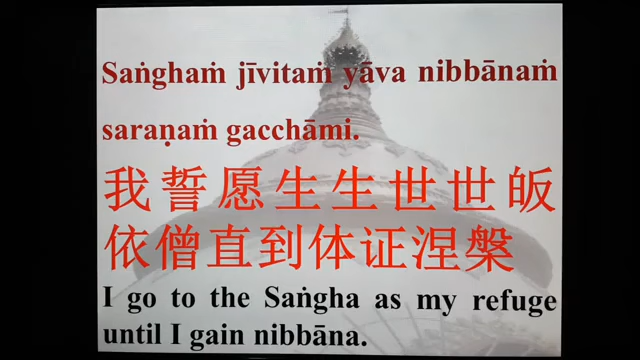 Saṅghaṁ jīvitaṁ yāva nibbānaṁ
saraṇaṁ gacchāmi.
我誓愿生生世世皈
依僧直到体证涅槃
I go to the Saṅgha as my refuge
until I gain nibbāna.